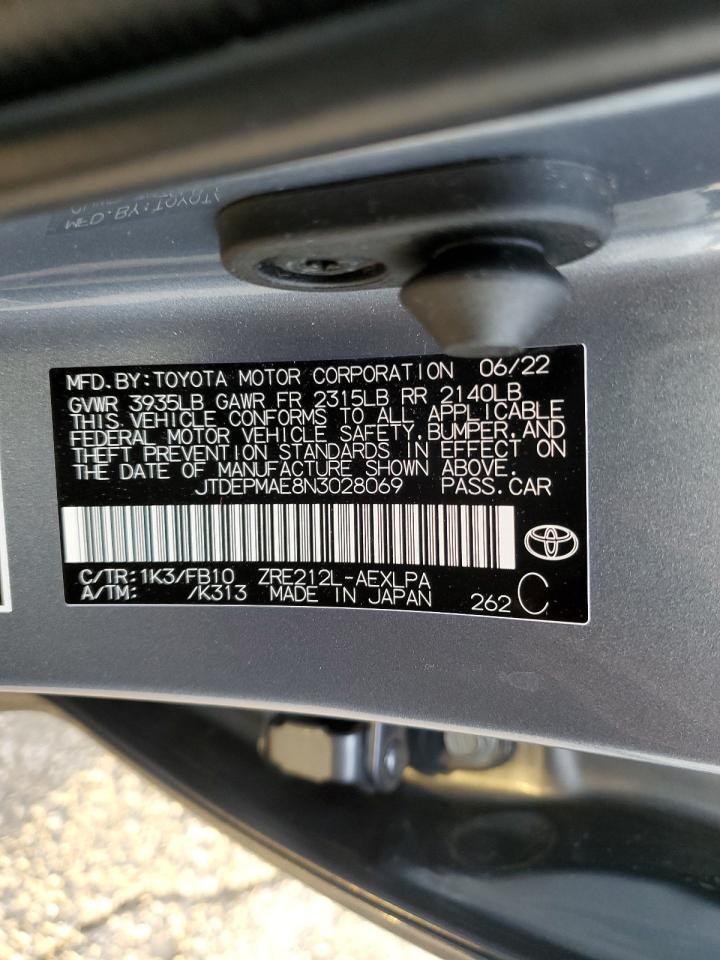 MFD.BY:TOYOTA MOTOR CORPORATION 06/22
GVWR 3935LB GAWR FR 2315LB RR 2140LB
THIS VEHICLE CONFORMS TO ALL APPLICABLE
FEDERAL MOTOR VEHICLE SAFETY,BUMPER,AND
THEFT PREVENTION STANDARDS IN EFFECT ON
THE DATE OF MANUFACTURE SHOWN ABOVE.
JTDEPMAE8N3028069 PASS.CAR
C/TR: 1K3/FB10 ZRE212L-AEXLPA
A/TM: /K313 MADE IN JAPAN 262 C